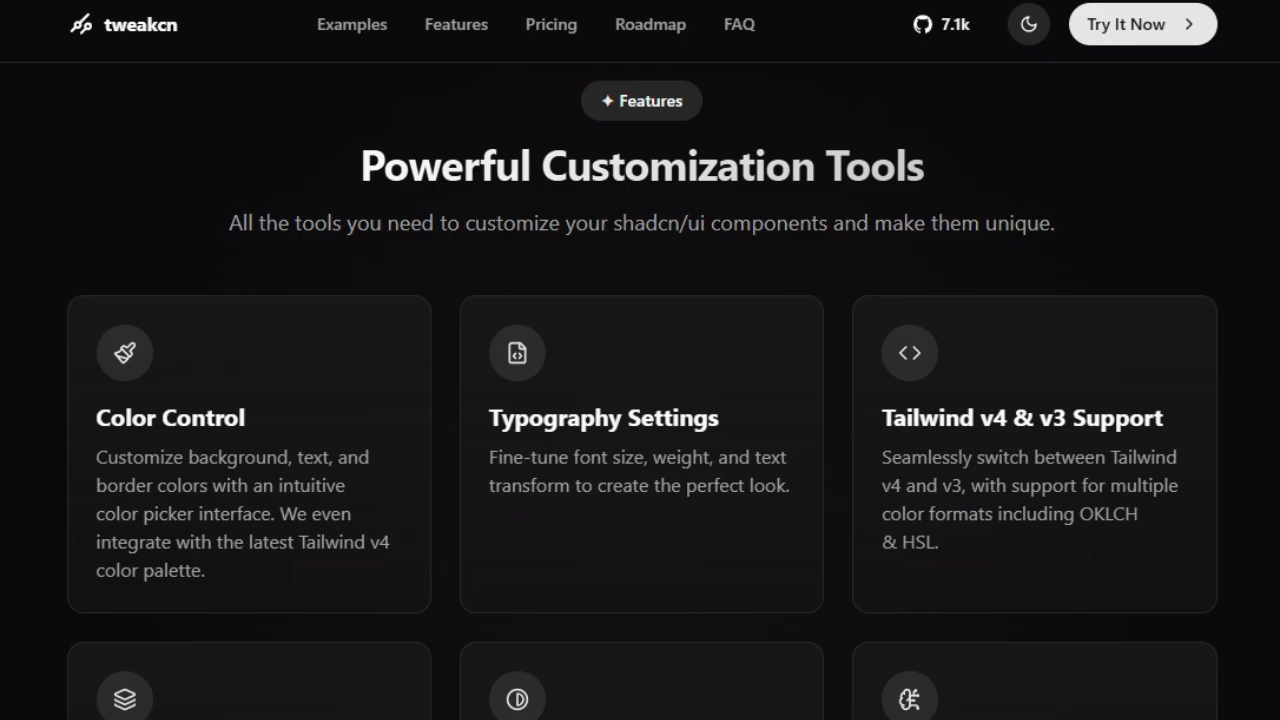 tweakcn
Examples
Features
Pricing
Roadmap
FAQ
7.1k
Try It Now
✦ Features
Powerful Customization Tools
All the tools you need to customize your shadcn/ui components and make them unique.
Color Control
Customize background, text, and
border colors with an intuitive
color picker interface. We even
integrate with the latest Tailwind v4
color palette.
Typography Settings
Fine-tune font size, weight, and text
transform to create the perfect look.
Tailwind v4 & v3 Support
Seamlessly switch between Tailwind
v4 and v3, with support for multiple
color formats including OKLCH
& HSL.